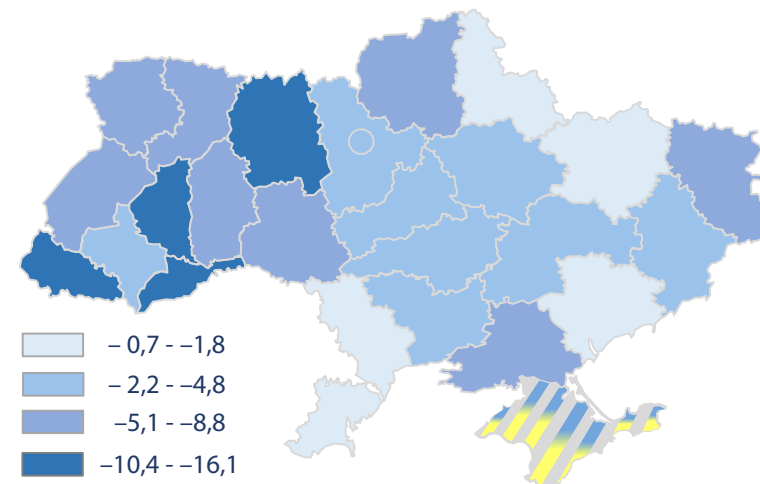 – 0,7 - –1,8
– 2,2 - –4,8
–5,1 - –8,8
–10,4 - –16,1